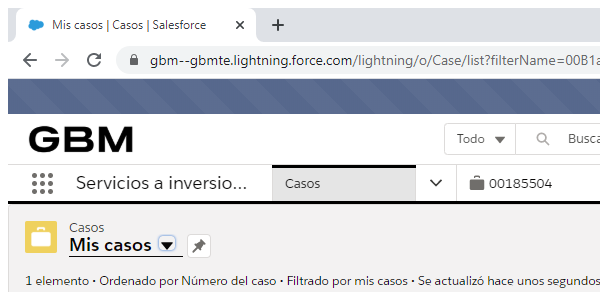 Mis casos | Casos | Salesforce
gbm--gbmte.lightning.force.com/lightning/o/Case/list?filterName=00B1
GBM
Todo
Busca
Servicios a inversio...
Casos
00185504
Casos
Mis casos
1 elemento • Ordenado por Número del caso • Filtrado por mis casos • Se actualizó hace unos segundos